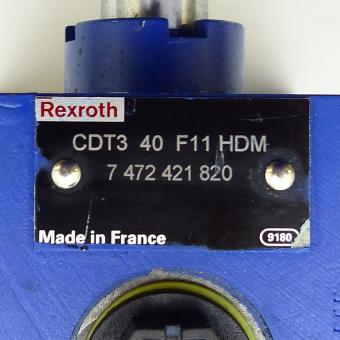 Rexroth
CDT3 40 F11 HDM
7 472 421 820
Made in France
9180